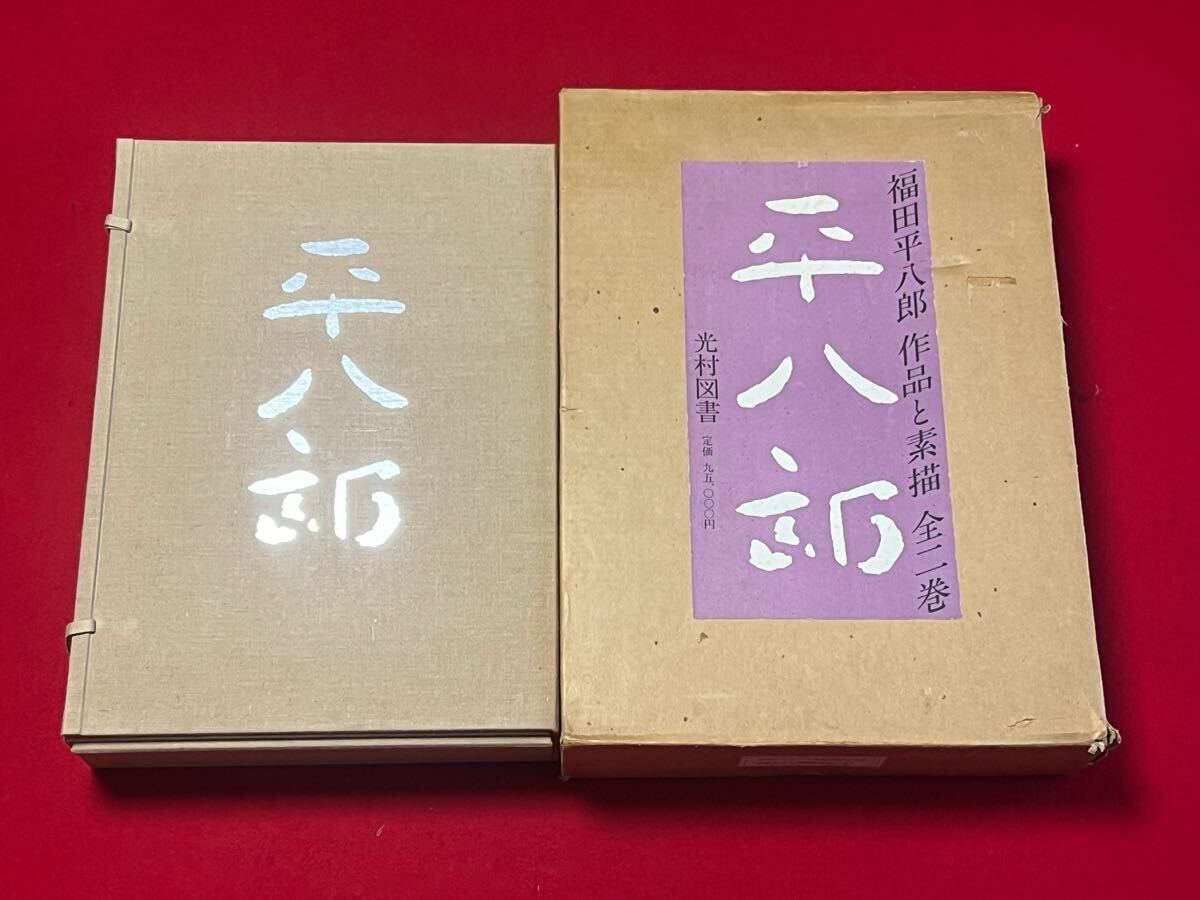 平八郎
福田平八郎 作品と素描 全二巻
平八郎
光村図書 定価 九五、〇〇〇円